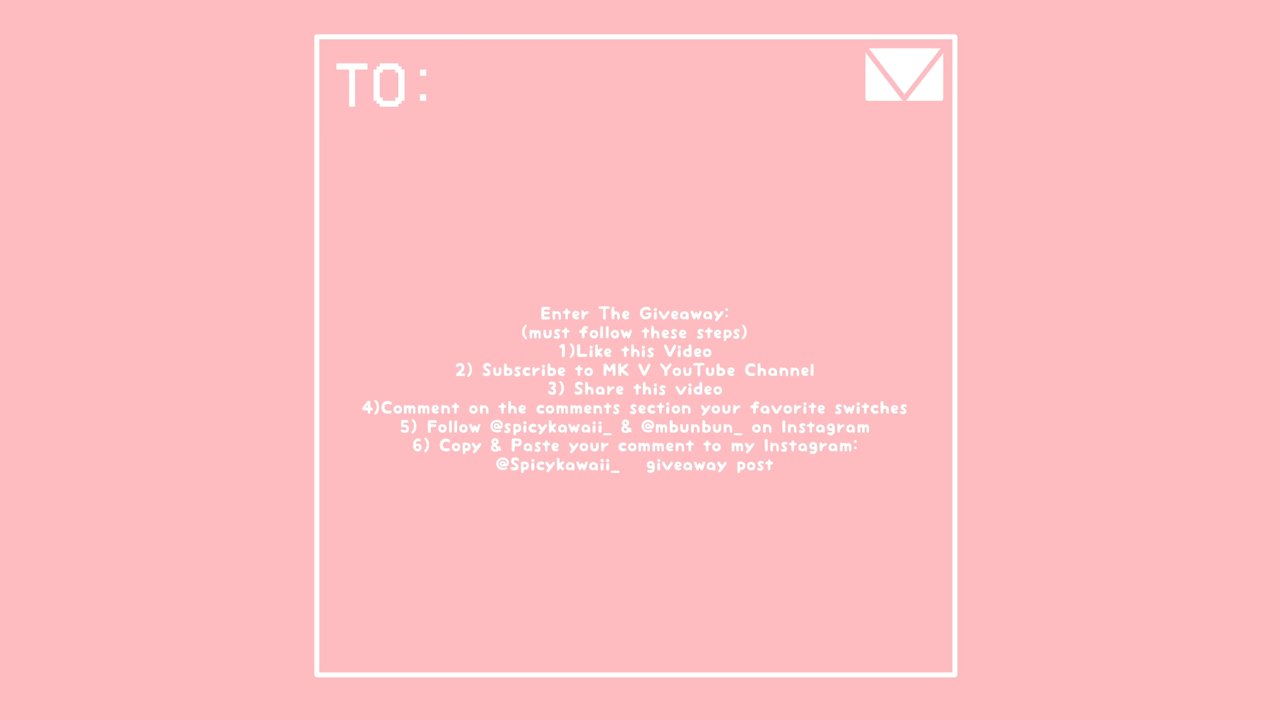 TO:
Enter The Giveaway:
(must follow these steps)
1)Like this Video
2) Subscribe to MK V YouTube Channel
3) Share this video
4)Comment on the comments section your favorite switches
5) Follow @spicykawaii_ & @mbunbun_ on Instagram
6) Copy & Paste your comment to my Instagram:
@Spicykawaii_ giveaway post